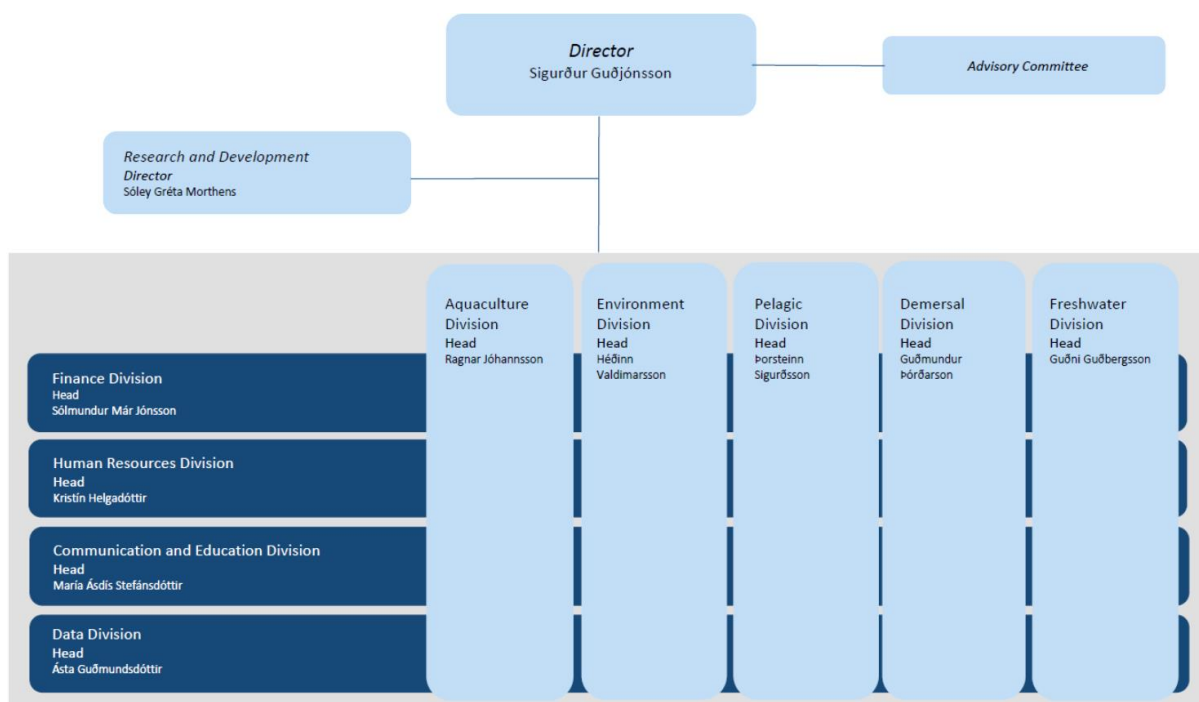 Director
Sigurður Guðjónsson
Advisory Committee
Research and Development
Director
Sóley Gréta Morthens
Aquaculture
Division
Head
Ragnar Jóhannsson
Environment
Division
Head
Héðinn
Valdimarsson
Pelagic
Division
Head
Þorsteinn
Sigurðsson
Demersal
Division
Head
Guðmundur
Þórðarson
Freshwater
Division
Head
Guðni Guðbergsson
Finance Division
Head
Sólmundur Már Jónsson
Human Resources Division
Head
Kristín Helgadóttir
Communication and Education Division
Head
María Ásdís Stefánsdóttir
Data Division
Head
Ásta Guðmundsdóttir